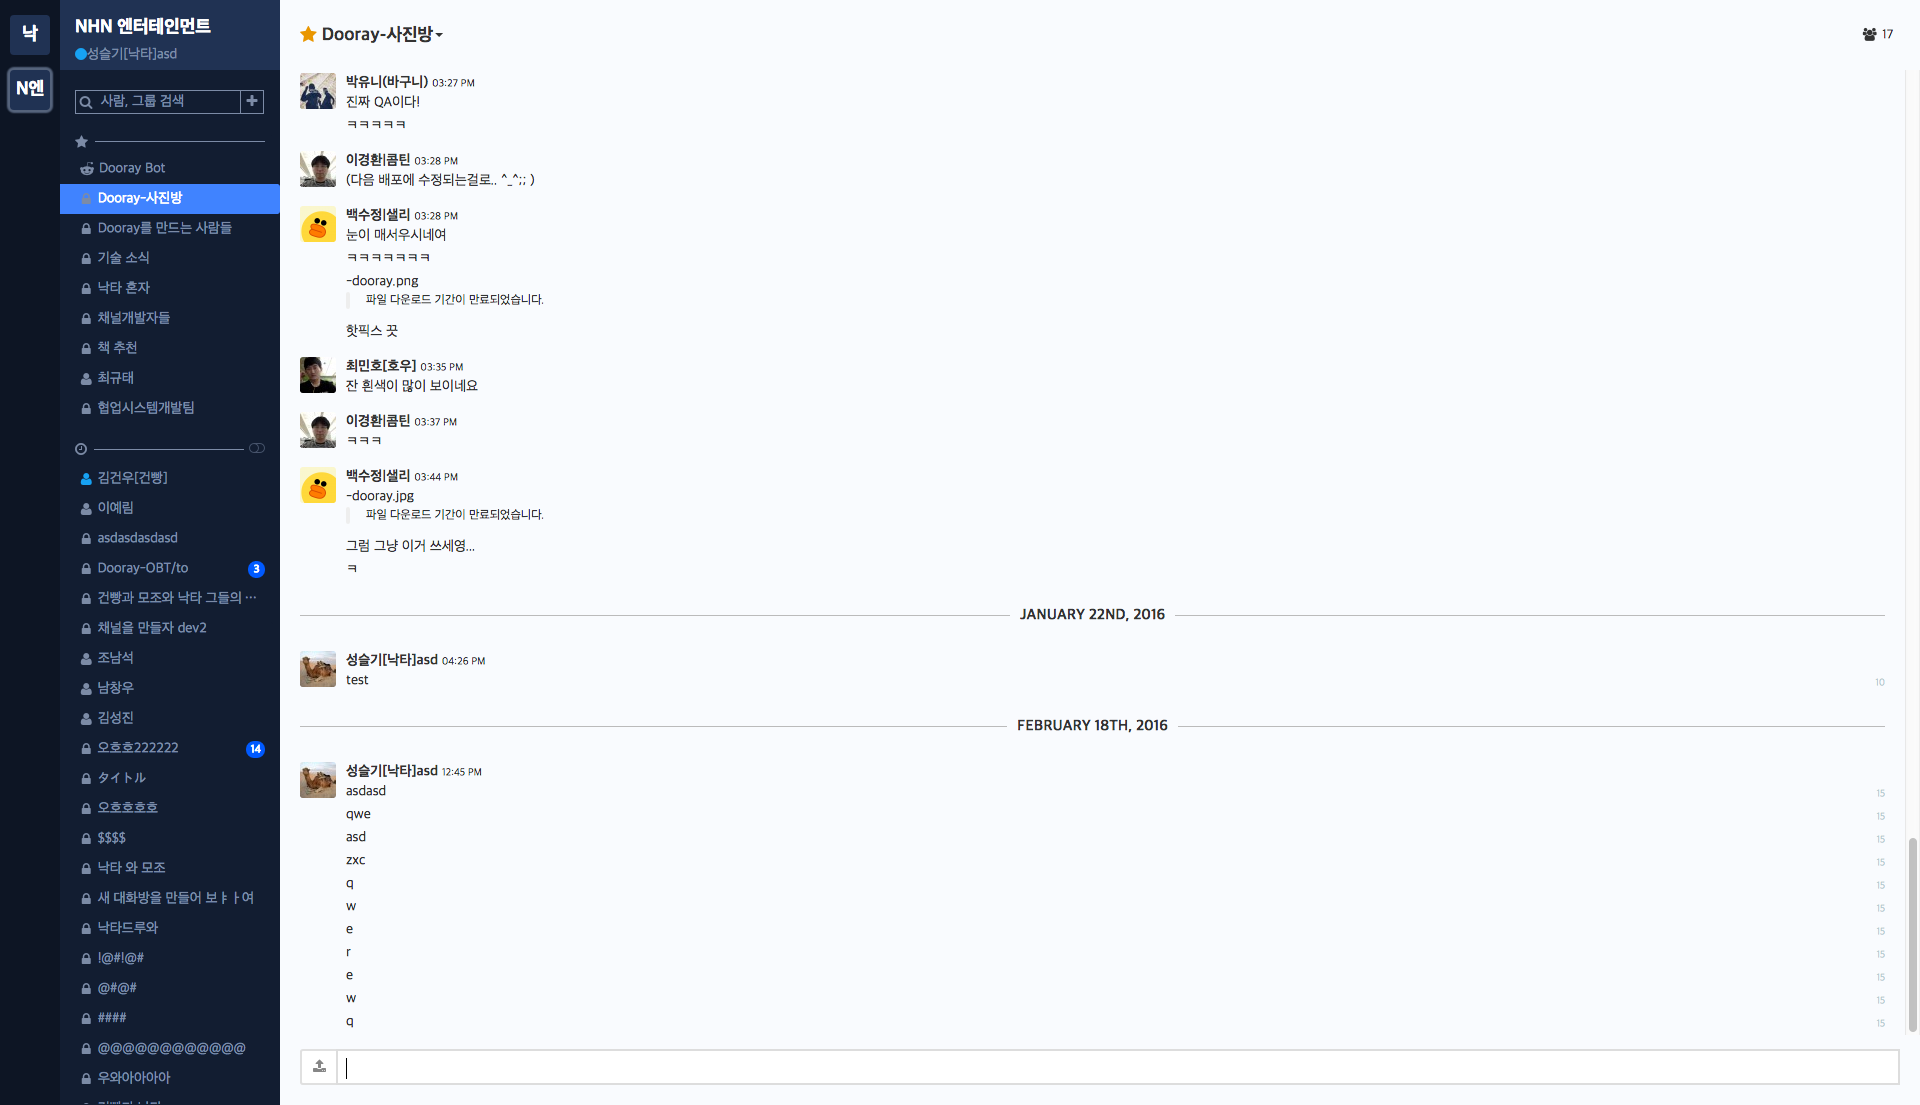 낙
N엔
NHN 엔터테인먼트
성슬기[낙타]asd
사람, 그룹 검색
Dooray Bot
Dooray-사진방
Dooray를 만드는 사람들
기술 소식
낙타 혼자
채널개발자들
책 추천
최규태
협업시스템개발팀
김건우[건빵]
이예림
asdasdasdasd
Dooray-OBT/to 3
건빵과 모조와 낙타 그들의 ···
채널을 만들자 dev2
조남석
남창우
김성진
오호호222222 14
タイトル
오호호호호
$$$$
낙타 와 모조
새 대화방을 만들어 보ㅑㅏ여
낙타드루와
!@#!@#
@#@#
####
@@@@@@@@@@@@
우와아아아아
Dooray-사진방
17
박유니(바구니) 03:27 PM
진짜 QA이다!
ㅋㅋㅋㅋㅋ
이경환|콤틴 03:28 PM
(다음 배포에 수정되는걸로.. ^_^;; )
백수정|샐리 03:28 PM
눈이 매서우시네여
ㅋㅋㅋㅋㅋㅋㅋ
-dooray.png
파일 다운로드 기간이 만료되었습니다.
핫픽스 끗
최민호[호우] 03:35 PM
잔 흰색이 많이 보이네요
이경환|콤틴 03:37 PM
ㅋㅋㅋ
백수정|샐리 03:44 PM
-dooray.jpg
파일 다운로드 기간이 만료되었습니다.
그럼 그냥 이거 쓰세영...
ㅋ
JANUARY 22ND, 2016
성슬기[낙타]asd 04:26 PM
test 10
FEBRUARY 18TH, 2016
성슬기[낙타]asd 12:45 PM
asdasd 15
qwe 15
asd 15
zxc 15
q 15
w 15
e 15
r 15
e 15
w 15
q 15